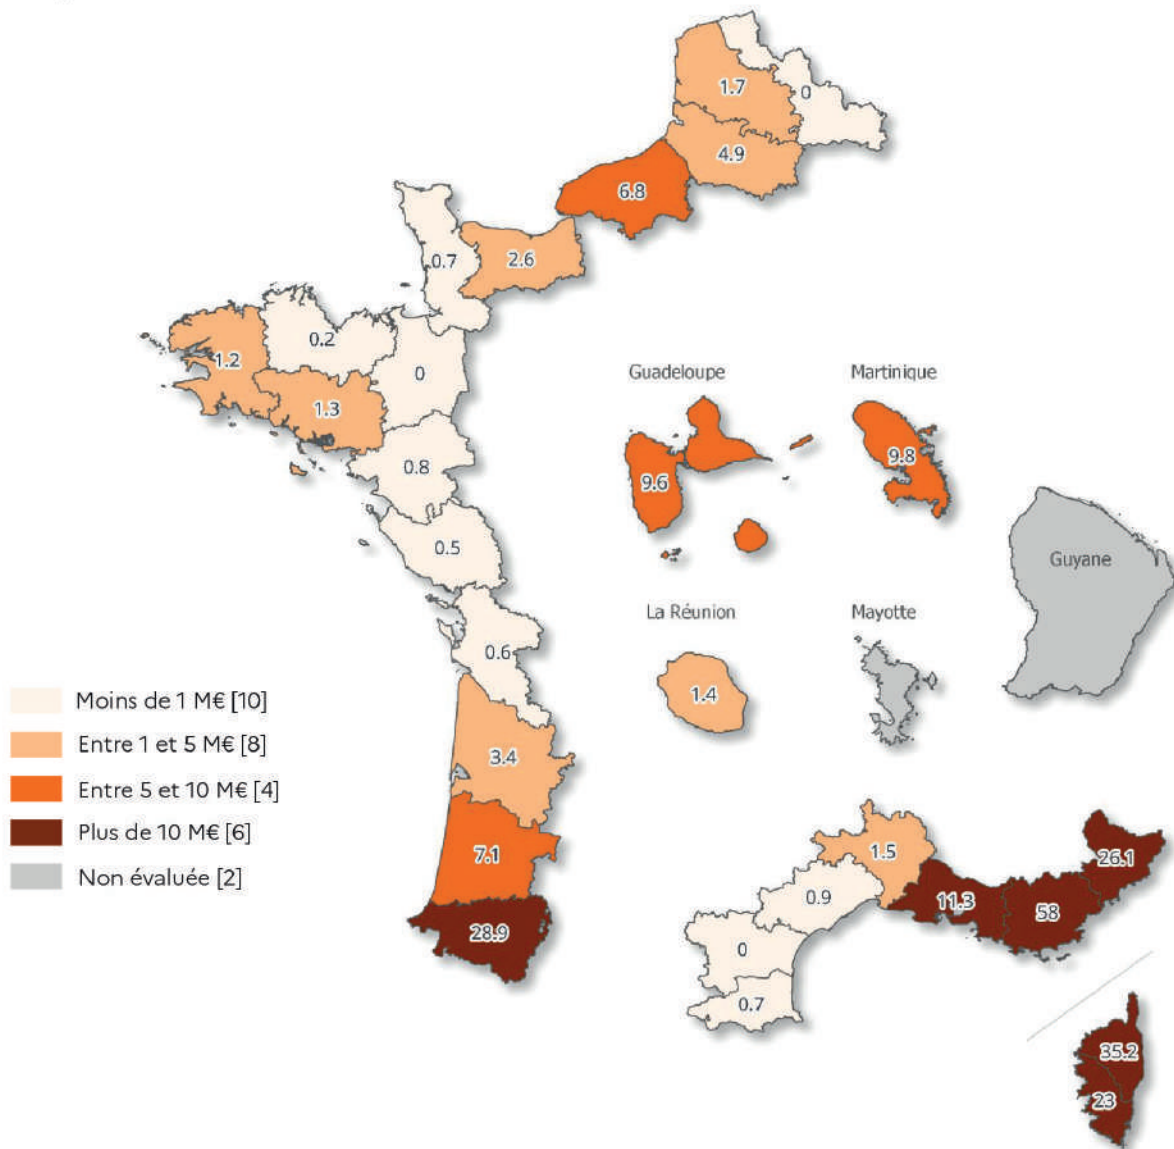 1.7
0
4.9
6.8
0.7
2.6
0.2
1.2
0
1.3
0.8
0.5
0.6
3.4
7.1
28.9
Guadeloupe
Martinique
9.6
9.8
Guyane
La Réunion
Mayotte
1.4
Moins de 1 M€ [10]
Entre 1 et 5 M€ [8]
Entre 5 et 10 M€ [4]
Plus de 10 M€ [6]
Non évaluée [2]
1.5
26.1
0.9
11.3
58
0
0.7
35.2
23